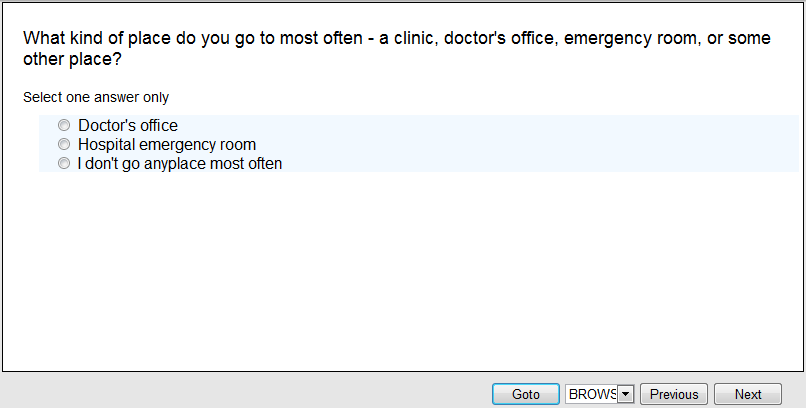 What kind of place do you go to most often - a clinic, doctor's office, emergency room, or some
other place?
Select one answer only
Doctor's office
Hospital emergency room
I don't go anyplace most often
Goto BROWS Previous Next